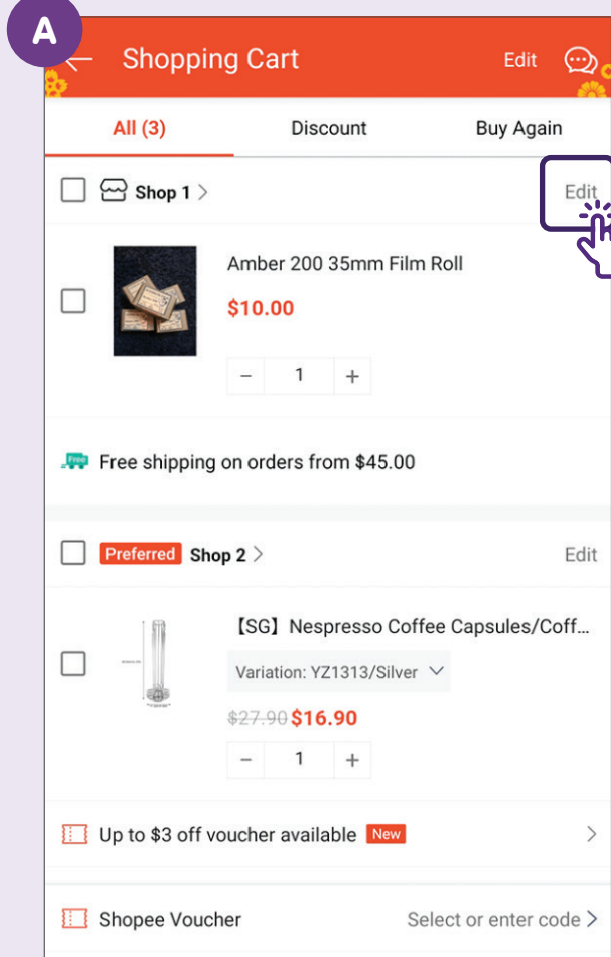 A
Shopping Cart Edit
All (3) Discount Buy Again
Shop 1 > Edit
Amber 200 35mm Film Roll
$10.00
− 1 +
Free Free shipping on orders from $45.00
Preferred Shop 2 > Edit
【SG】Nespresso Coffee Capsules/Coff...
Variation: YZ1313/Silver
$27.90 $16.90
− 1 +
Up to $3 off voucher available New >
Shopee Voucher Select or enter code >